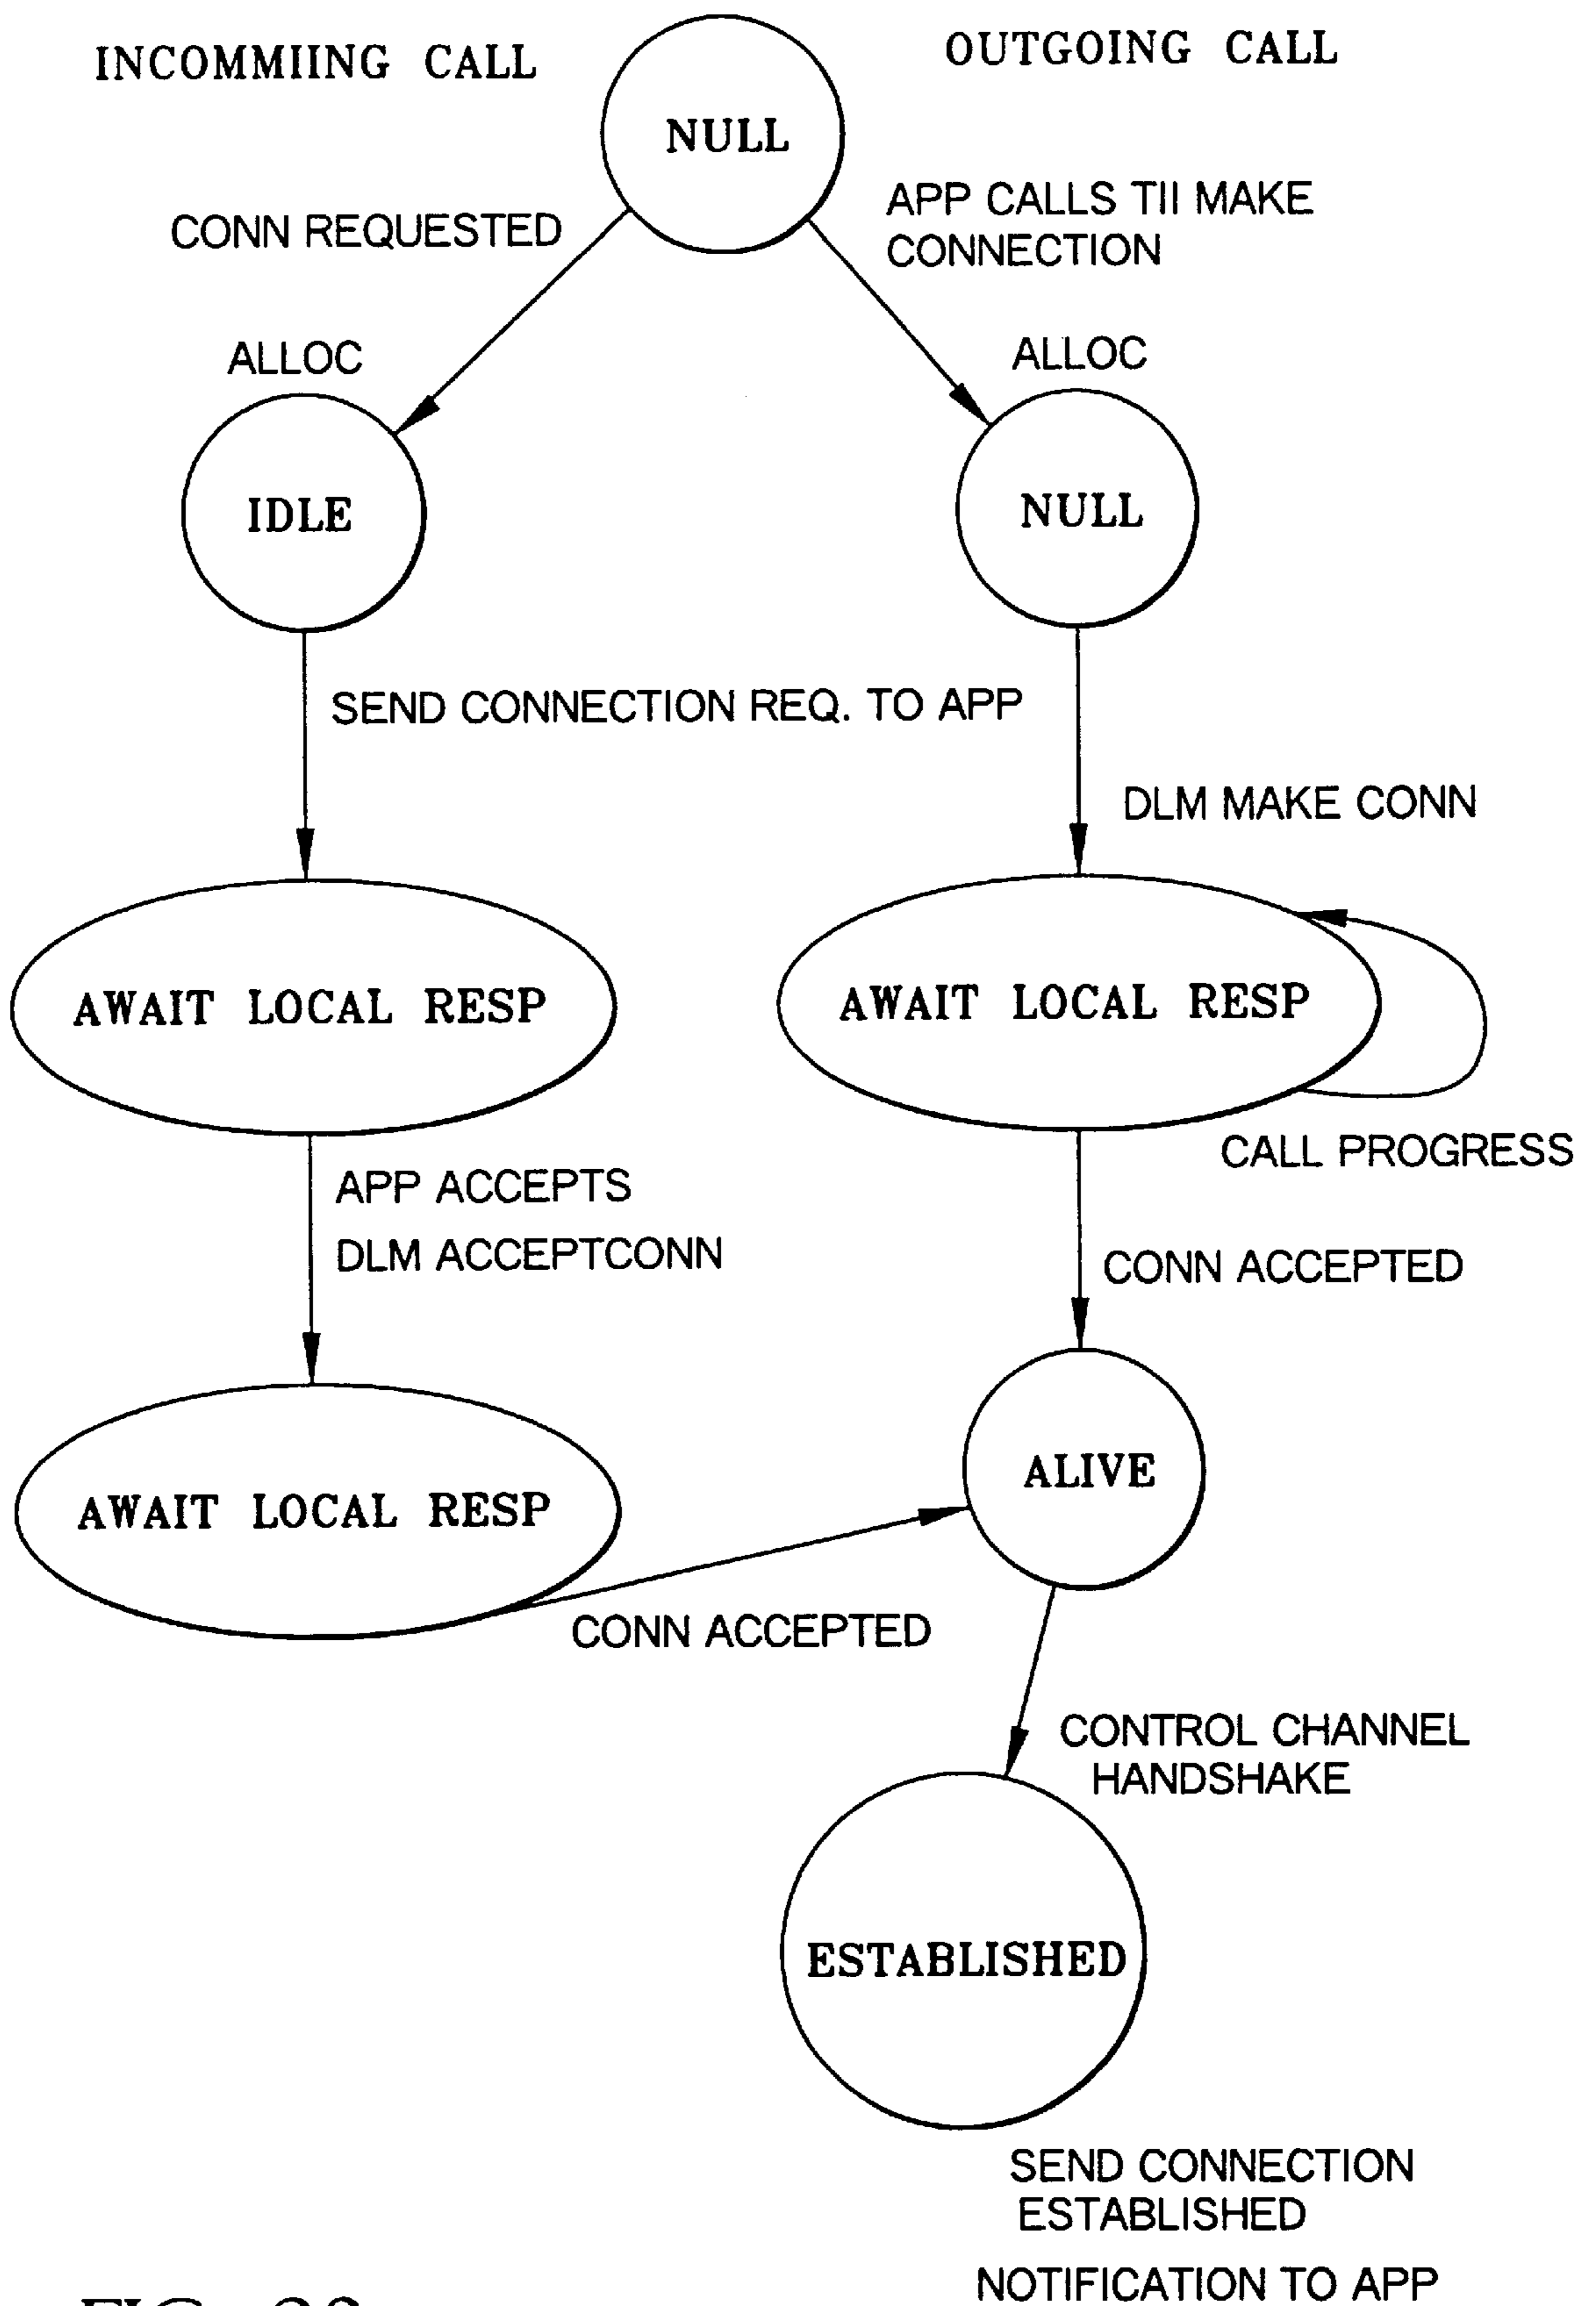 INCOMMIING CALL
OUTGOING CALL
NULL
CONN REQUESTED
APP CALLS TII MAKE
CONNECTION
ALLOC
ALLOC
IDLE
NULL
SEND CONNECTION REQ. TO APP
DLM MAKE CONN
AWAIT LOCAL RESP
AWAIT LOCAL RESP
CALL PROGRESS
APP ACCEPTS
DLM ACCEPTCONN
CONN ACCEPTED
ALIVE
AWAIT LOCAL RESP
CONN ACCEPTED
CONTROL CHANNEL
HANDSHAKE
ESTABLISHED
SEND CONNECTION
ESTABLISHED
NOTIFICATION TO APP